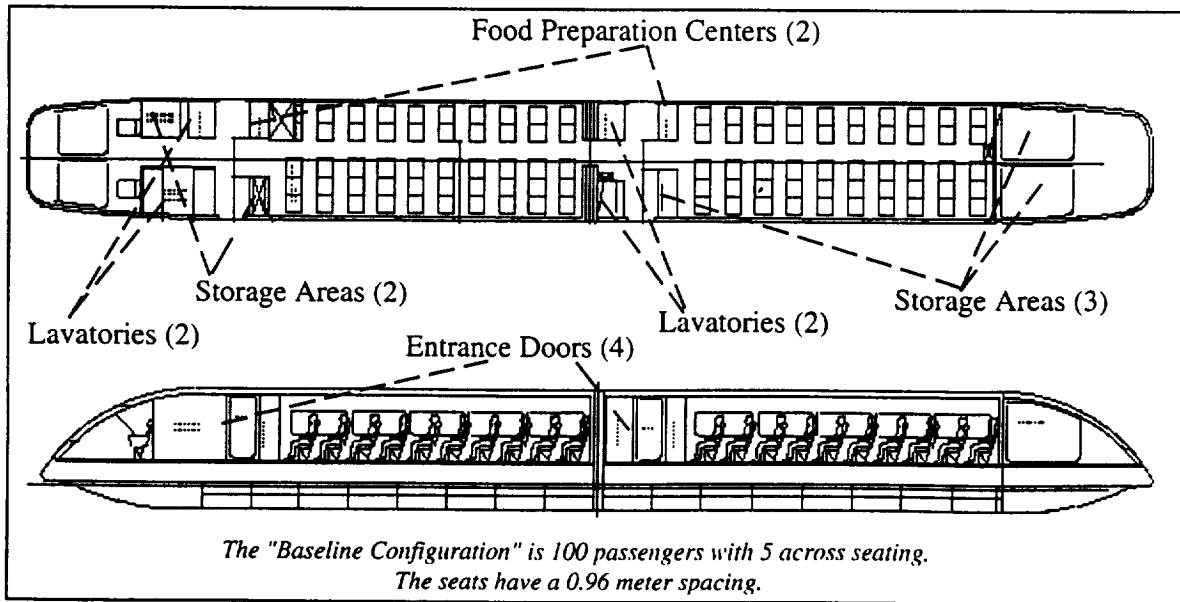 Food Preparation Centers (2)
Storage Areas (2)
Storage Areas (3)
Lavatories (2)
Lavatories (2)
Entrance Doors (4)
The "Baseline Configuration" is 100 passengers with 5 across seating.
The seats have a 0.96 meter spacing.